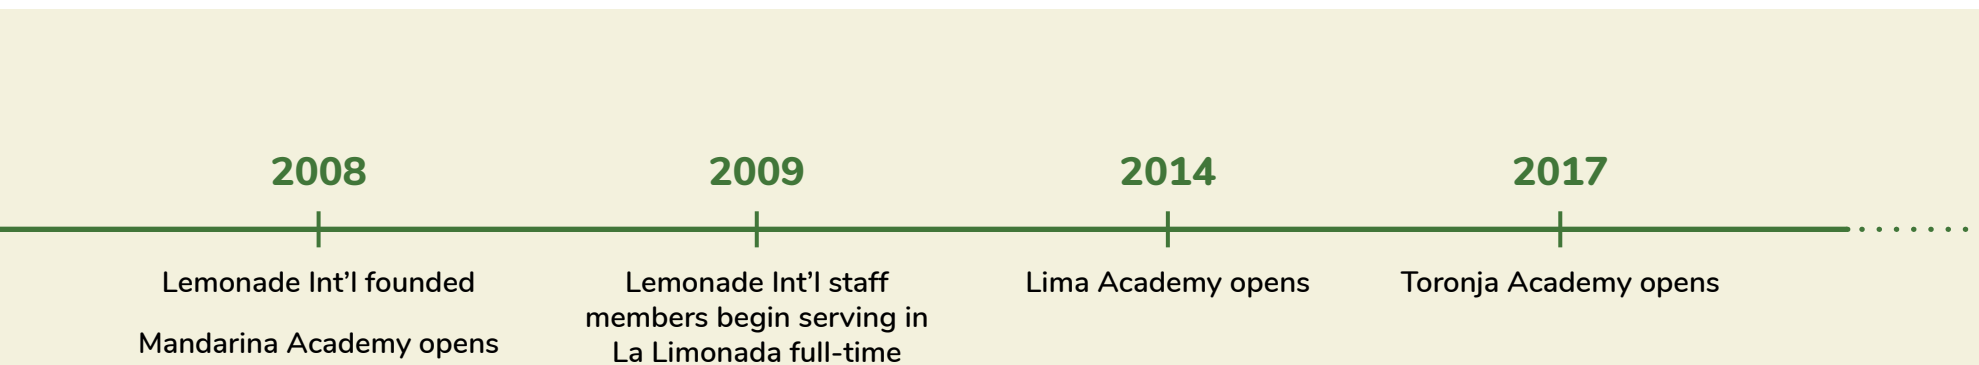 2008
Lemonade Int’l founded
Mandarina Academy opens
2009
Lemonade Int’l staff
members begin serving in
La Limonada full-time
2014
Lima Academy opens
2017
Toronja Academy opens